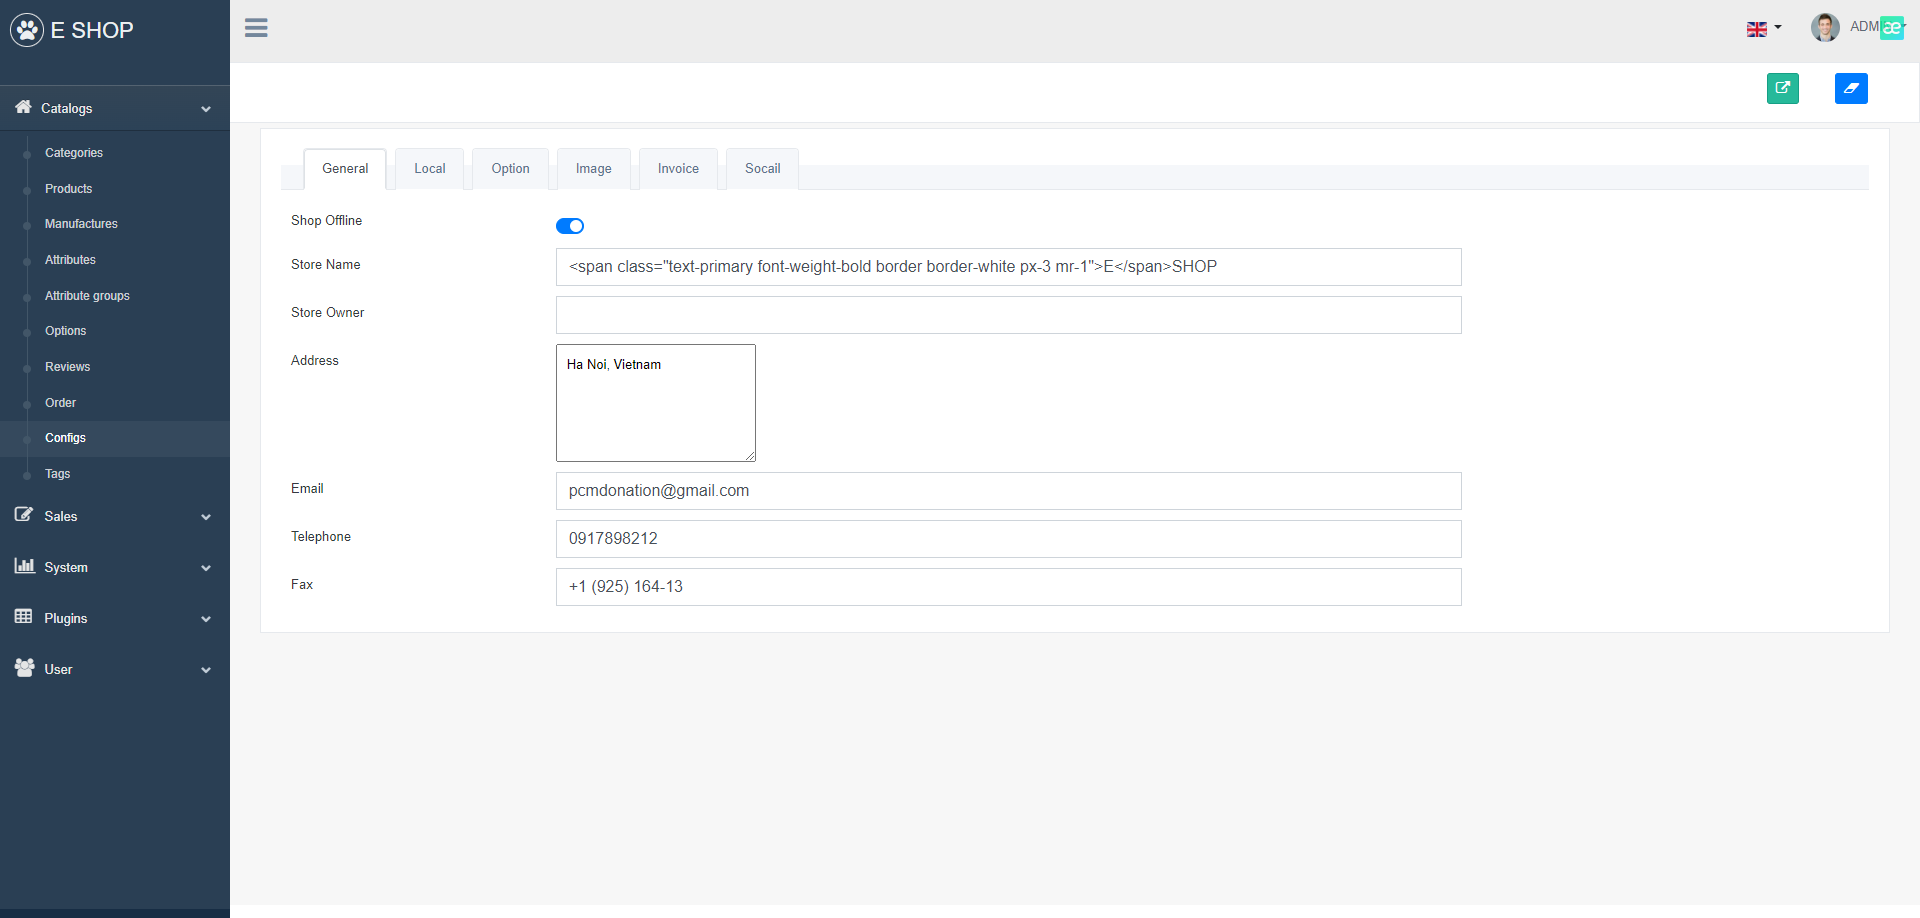 E SHOP
ADM
æ
Catalogs
Categories
Products
Manufactures
Attributes
Attribute groups
Options
Reviews
Order
Configs
Tags
Sales
System
Plugins
User
General Local Option Image Invoice Socail
Shop Offline
Store Name <span class="text-primary font-weight-bold border border-white px-3 mr-1">E</span>SHOP
Store Owner
Address Ha Noi, Vietnam
Email pcmdonation@gmail.com
Telephone 0917898212
Fax +1 (925) 164-13